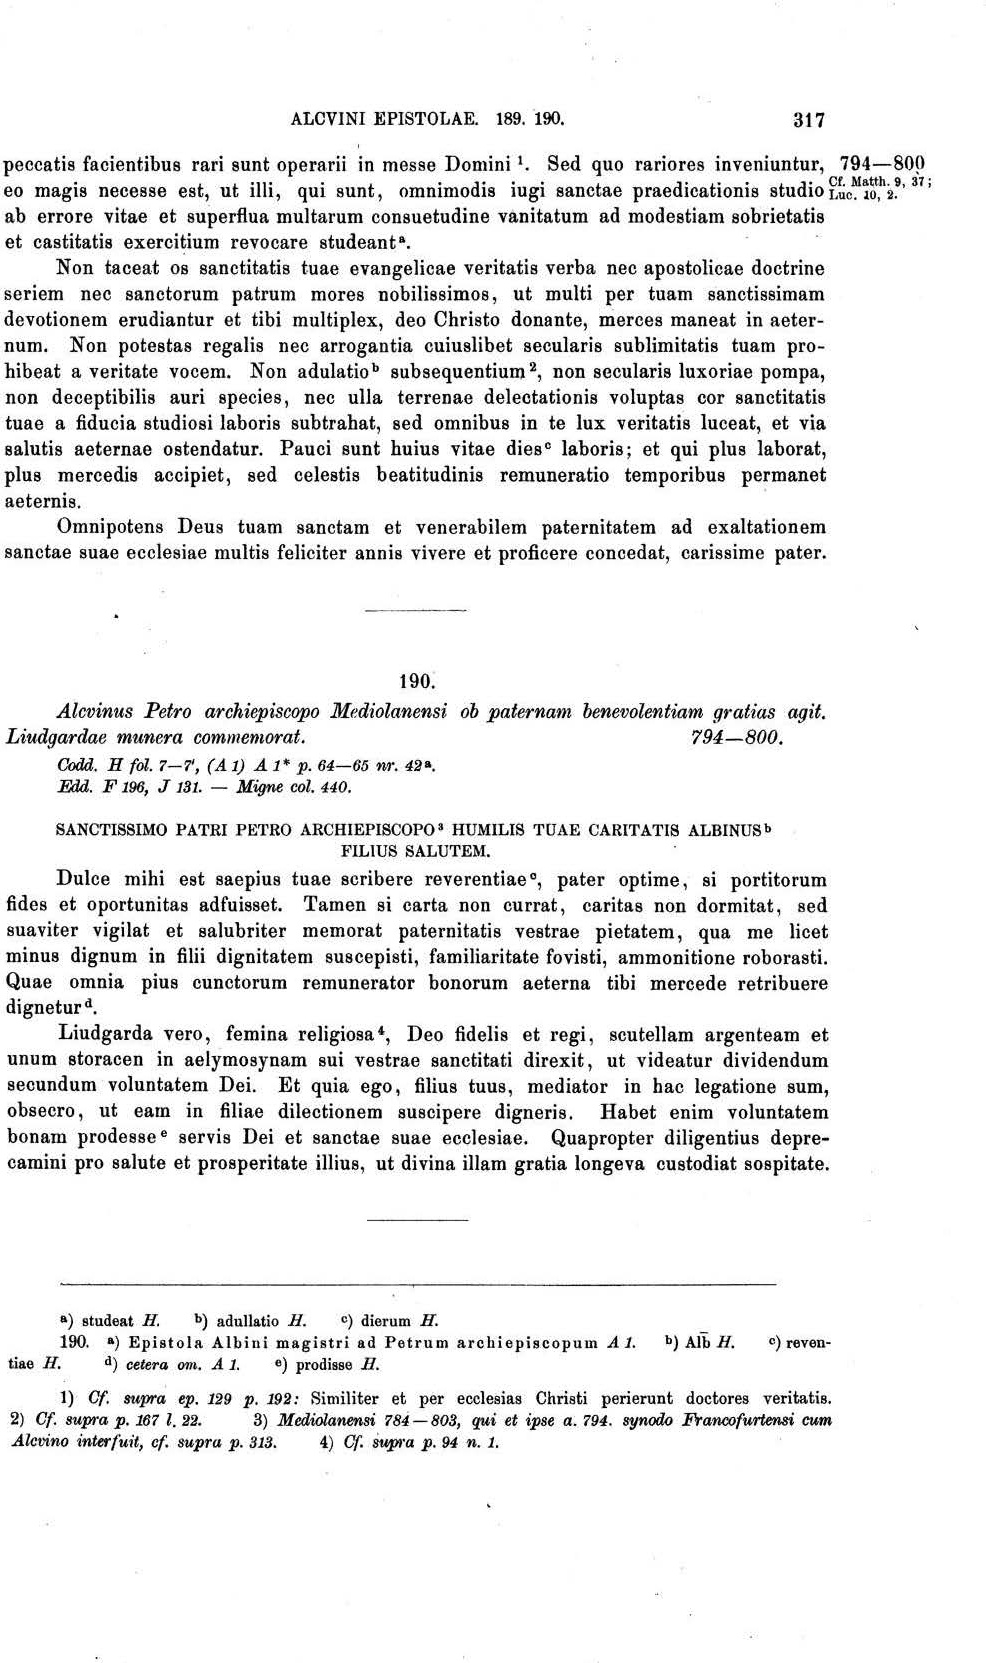 ALCVINI EPISTOLAE. 189. 190. 317
peccatis facientibus rari sunt operarii in messe Domini ¹. Sed quo rariores inveniuntur, 794—800
eo magis necesse est, ut illi, qui sunt, omnimodis iugi sanctae praedicationis studio Cf. Matth. 9, 37; Luc. 10, 2.
ab errore vitae et superflua multarum consuetudine vanitatum ad modestiam sobrietatis
et castitatis exercitium revocare studeant ᵃ.
Non taceat os sanctitatis tuae evangelicae veritatis verba nec apostolicae doctrine
seriem nec sanctorum patrum mores nobilissimos, ut multi per tuam sanctissimam
devotionem erudiantur et tibi multiplex, deo Christo donante, merces maneat in aeter-
num. Non potestas regalis nec arrogantia cuiuslibet secularis sublimitatis tuam pro-
hibeat a veritate vocem. Non adulatio ᵇ subsequentium ², non secularis luxoriae pompa,
non deceptibilis auri species, nec ulla terrenae delectationis voluptas cor sanctitatis
tuae a fiducia studiosi laboris subtrahat, sed omnibus in te lux veritatis luceat, et via
salutis aeternae ostendatur. Pauci sunt huius vitae dies ᶜ laboris; et qui plus laborat,
plus mercedis accipiet, sed celestis beatitudinis remuneratio temporibus permanet
aeternis.
Omnipotens Deus tuam sanctam et venerabilem paternitatem ad exaltationem
sanctae suae ecclesiae multis feliciter annis vivere et proficere concedat, carissime pater.
190.
Alcvinus Petro archiepiscopo Mediolanensi ob paternam benevolentiam gratias agit.
Liudgardae munera commemorat. 794—800.
Codd. H fol. 7—7', (A 1) A 1* p. 64—65 nr. 42ᵃ.
Edd. F 196, J 131. — Migne col. 440.
SANCTISSIMO PATRI PETRO ARCHIEPISCOPO ³ HUMILIS TUAE CARITATIS ALBINUS ᵇ
FILIUS SALUTEM.
Dulce mihi est saepius tuae scribere reverentiae ᶜ, pater optime, si portitorum
fides et oportunitas adfuisset. Tamen si carta non currat, caritas non dormitat, sed
suaviter vigilat et salubriter memorat paternitatis vestrae pietatem, qua me licet
minus dignum in filii dignitatem suscepisti, familiaritate fovisti, ammonitione roborasti.
Quae omnia pius cunctorum remunerator bonorum aeterna tibi mercede retribuere
dignetur ᵈ.
Liudgarda vero, femina religiosa ⁴, Deo fidelis et regi, scutellam argenteam et
unum storacen in aelymosynam sui vestrae sanctitati direxit, ut videatur dividendum
secundum voluntatem Dei. Et quia ego, filius tuus, mediator in hac legatione sum,
obsecro, ut eam in filiae dilectionem suscipere digneris. Habet enim voluntatem
bonam prodesse ᵉ servis Dei et sanctae suae ecclesiae. Quapropter diligentius depre-
camini pro salute et prosperitate illius, ut divina illam gratia longeva custodiat sospitate.
a) studeat H. b) adullatio H. c) dierum H.
190. a) Epistola Albini magistri ad Petrum archiepiscopum A 1. b) Alb̄ H. c) reven-
tiae H. d) cetera om. A 1. e) prodisse H.
1) Cf. supra ep. 129 p. 192: Similiter et per ecclesias Christi perierunt doctores veritatis.
2) Cf. supra p. 167 l. 22. 3) Mediolanensi 784—803, qui et ipse a. 794. synodo Francofurtensi cum
Alcvino interfuit, cf. supra p. 313. 4) Cf. supra p. 94 n. 1.